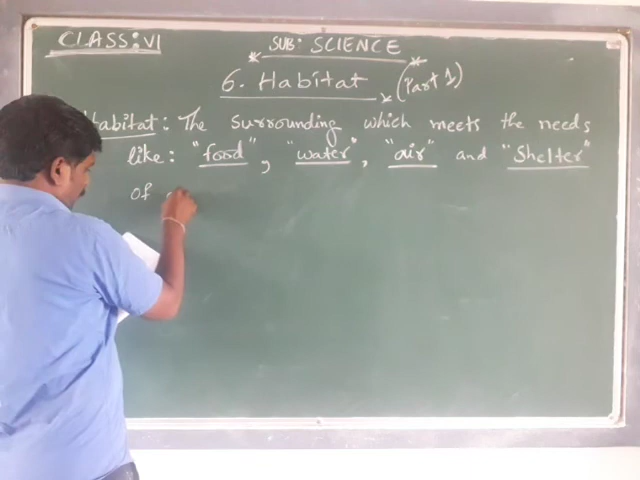 CLASS: VI
SUB: SCIENCE
6. Habitat (Part 1)
Habitat: The surrounding which meets the needs
like: "food", "water", "air" and "Shelter"
of